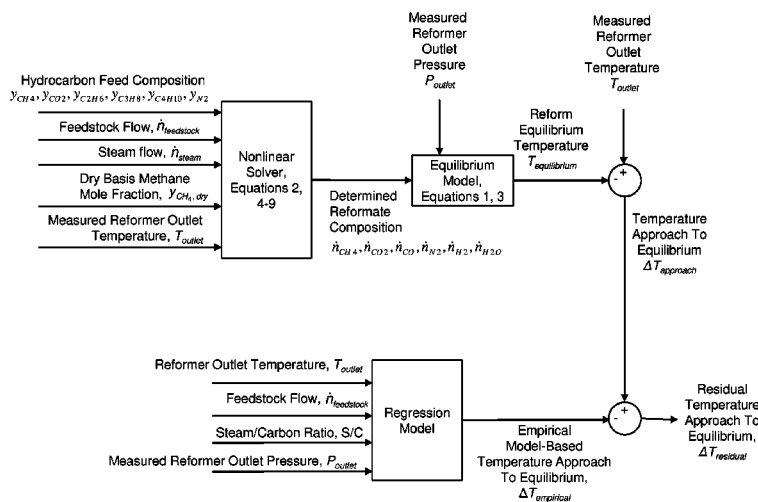 Hydrocarbon Feed Composition
y_CH4, y_CO2, y_C2H6, y_C3H8, y_C4H10, y_N2
Feedstock Flow, ṅ_feedstock
Steam flow, ṅ_steam
Dry Basis Methane
Mole Fraction, y_CH4, dry
Measured Reformer Outlet
Temperature, T_outlet
Nonlinear
Solver,
Equations 2,
4-9
Determined
Reformate
Composition
ṅ_CH4, ṅ_CO2, ṅ_CO, ṅ_N2, ṅ_H2, ṅ_H2O
Measured
Reformer
Outlet
Pressure
P_outlet
Equilibrium
Model,
Equations 1, 3
Reform
Equilibrium
Temperature
T_equilibrium
Measured
Reformer
Outlet
Temperature
T_outlet
- +
Temperature
Approach To
Equilibrium
ΔT_approach
Reformer Outlet Temperature, T_outlet
Feedstock Flow, ṅ_feedstock
Steam/Carbon Ratio, S/C
Measured Reformer Outlet Pressure, P_outlet
Regression
Model
Empirical
Model-Based
Temperature Approach
To Equilibrium,
ΔT_empirical
- +
Residual
Temperature
Approach To
Equilibrium,
ΔT_residual